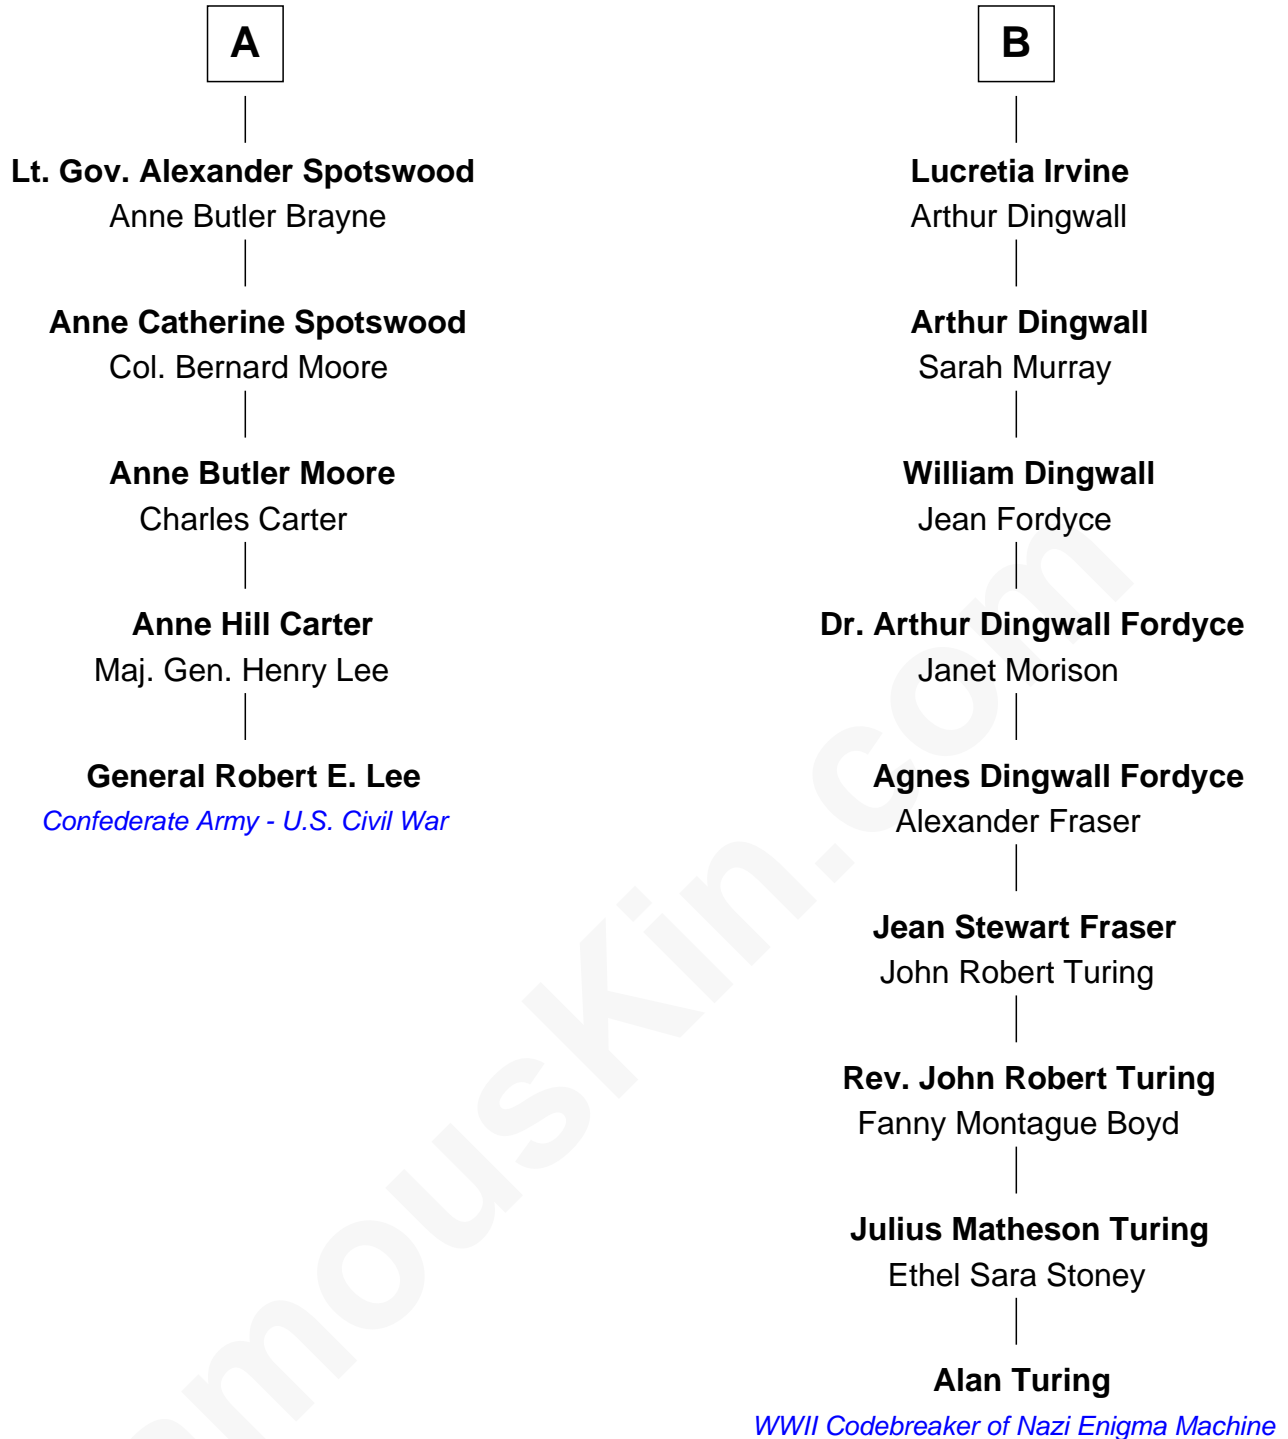 A
Lt. Gov. Alexander Spotswood
Anne Butler Brayne
Anne Catherine Spotswood
Col. Bernard Moore
Anne Butler Moore
Charles Carter
Anne Hill Carter
Maj. Gen. Henry Lee
General Robert E. Lee
Confederate Army - U.S. Civil War
B
Lucretia Irvine
Arthur Dingwall
Arthur Dingwall
Sarah Murray
William Dingwall
Jean Fordyce
Dr. Arthur Dingwall Fordyce
Janet Morison
Agnes Dingwall Fordyce
Alexander Fraser
Jean Stewart Fraser
John Robert Turing
Rev. John Robert Turing
Fanny Montague Boyd
Julius Matheson Turing
Ethel Sara Stoney
Alan Turing
WWII Codebreaker of Nazi Enigma Machine
amouskin.com